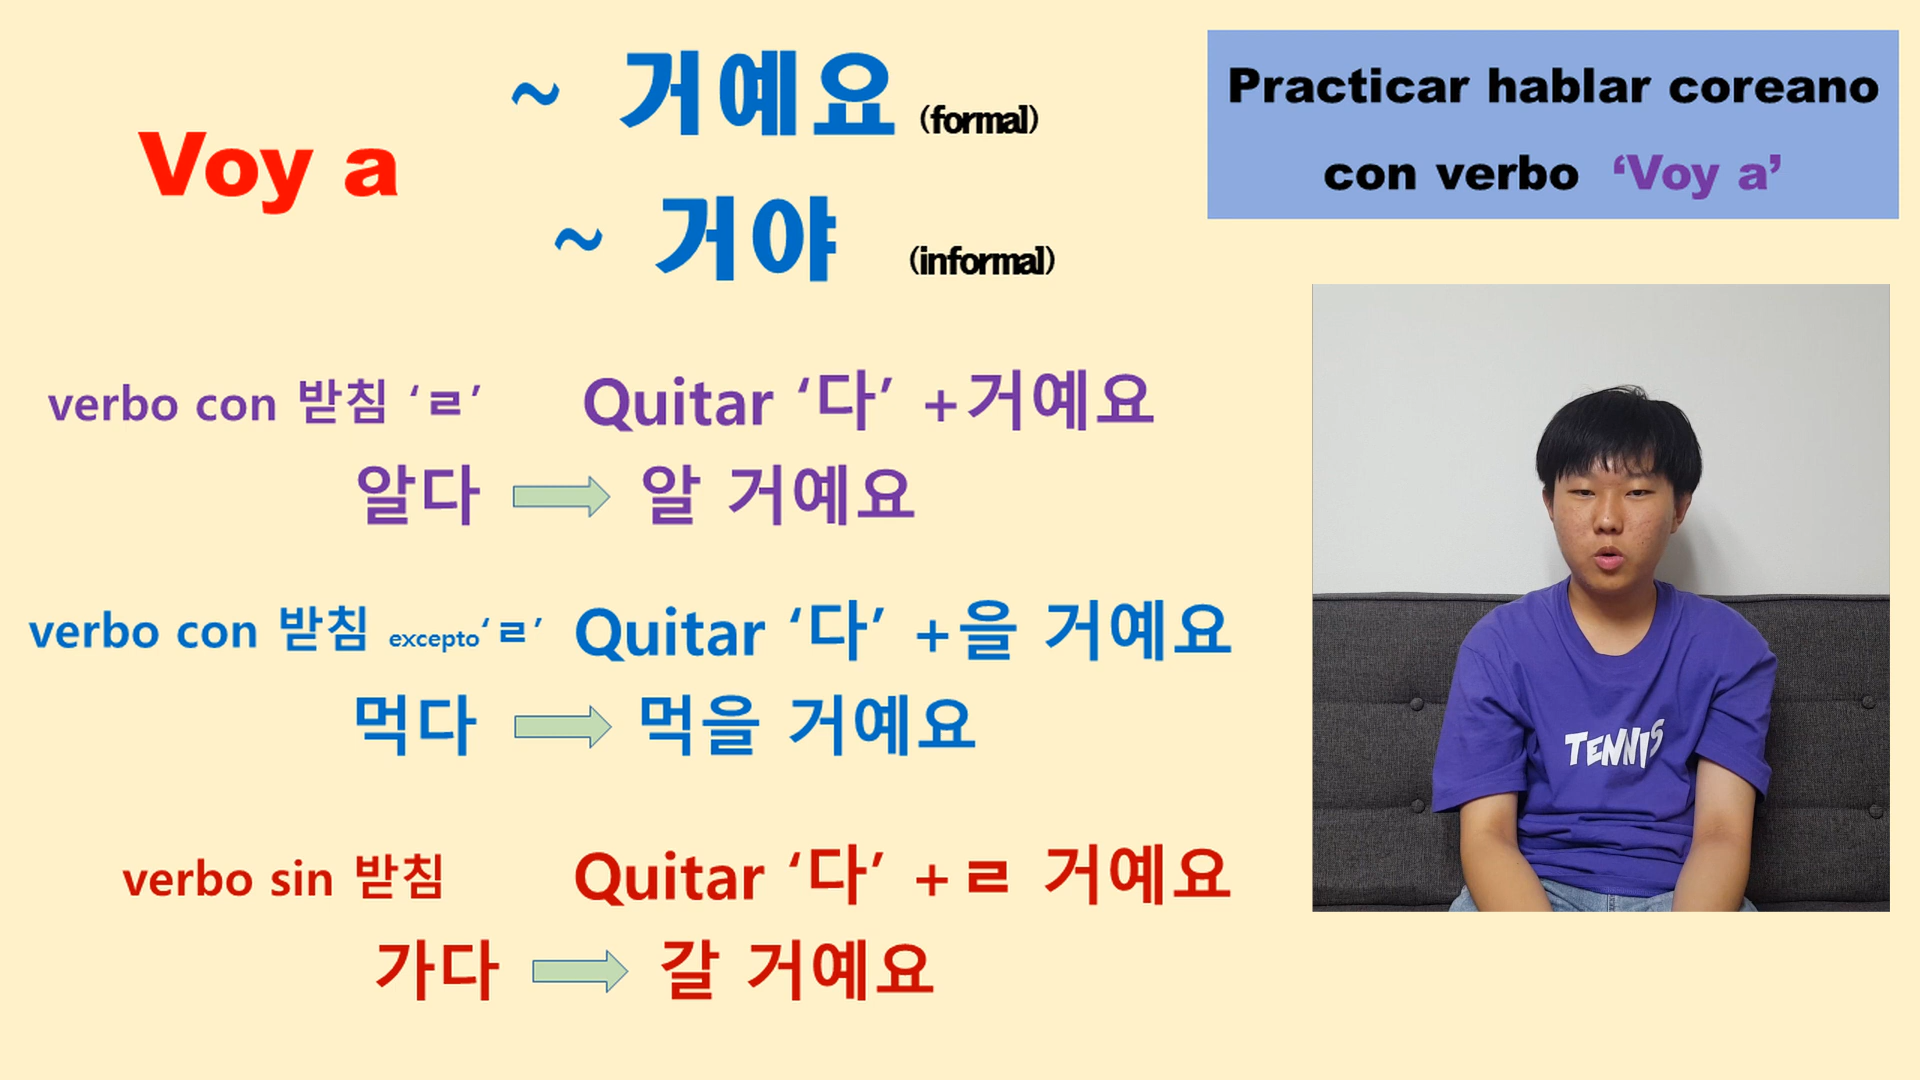 Voy a
~ 거예요 (formal)
~ 거야 (informal)
Practicar hablar coreano
con verbo ‘Voy a’
verbo con 받침 ‘ㄹ’ Quitar ‘다’ +거예요
알다 알 거예요
verbo con 받침 excepto‘ㄹ’ Quitar ‘다’ +을 거예요
먹다 먹을 거예요
verbo sin 받침 Quitar ‘다’ +ㄹ 거예요
가다 갈 거예요
TENNIS